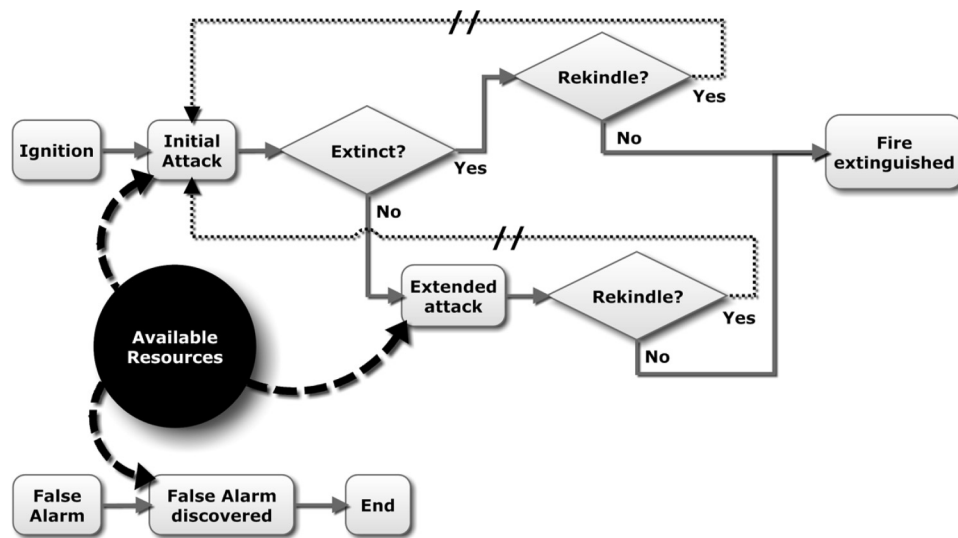 Rekindle?
Yes
Ignition
Initial
Attack
Extinct?
Yes
No
Fire
extinguished
No
Extended
attack
Rekindle?
Yes
No
Available
Resources
False
Alarm
False Alarm
discovered
End